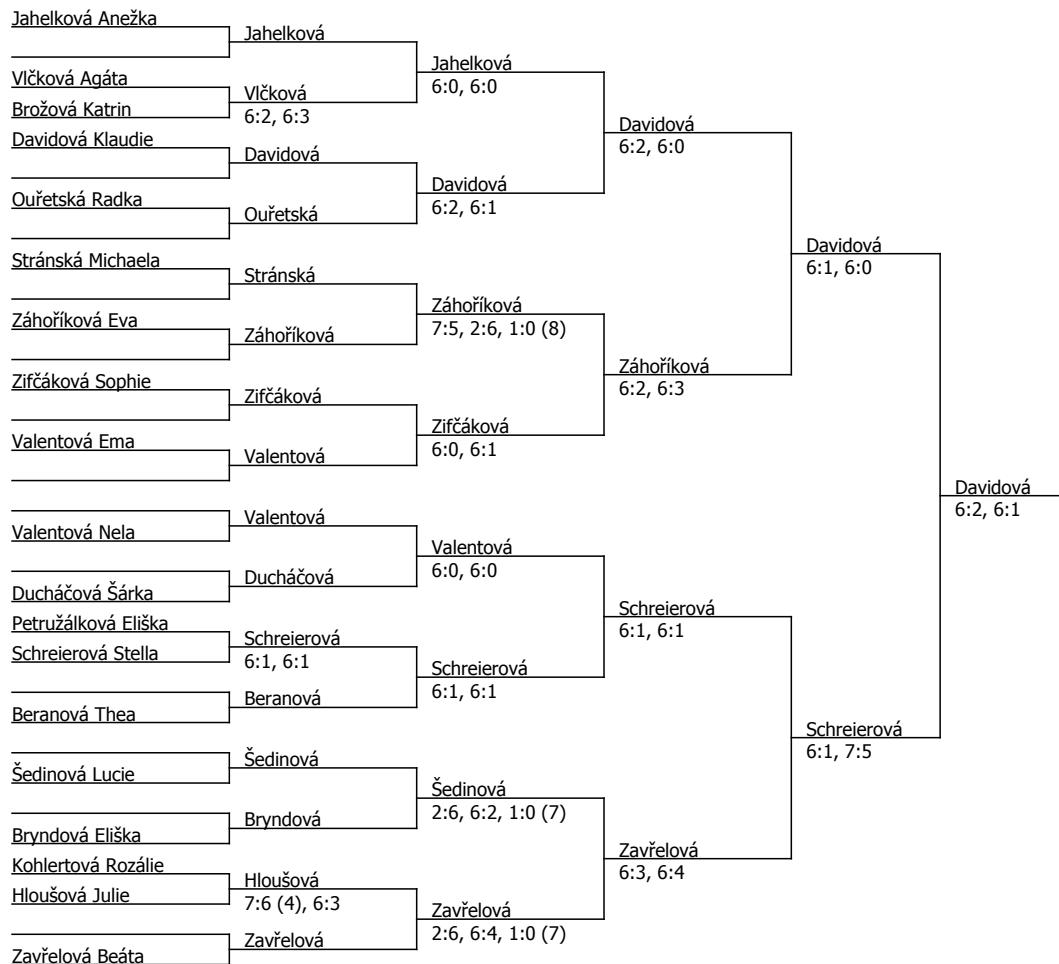 Jahelková Anežka
Vlčková Agáta
Brožová Katrin
Davidová Klaudie
Ouřetská Radka
Stránská Michaela
Záhoříková Eva
Zifčáková Sophie
Valentová Ema
Valentová Nela
Ducháčová Šárka
Petružálková Eliška
Schreierová Stella
Beranová Thea
Šedinová Lucie
Bryndová Eliška
Kohlertová Rozálie
Hloušová Julie
Zavřelová Beáta
Jahelková
Vlčková
6:2, 6:3
Davidová
Ouřetská
Stránská
Záhoříková
Zifčáková
Valentová
Valentová
Ducháčová
Schreierová
6:1, 6:1
Beranová
Šedinová
Bryndová
Hloušová
7:6 (4), 6:3
Zavřelová
Jahelková
6:0, 6:0
Davidová
6:2, 6:1
Záhoříková
7:5, 2:6, 1:0 (8)
Zifčáková
6:0, 6:1
Valentová
6:0, 6:0
Schreierová
6:1, 6:1
Šedinová
2:6, 6:2, 1:0 (7)
Zavřelová
2:6, 6:4, 1:0 (7)
Davidová
6:2, 6:0
Záhoříková
6:2, 6:3
Schreierová
6:1, 6:1
Zavřelová
6:3, 6:4
Davidová
6:1, 6:0
Schreierová
6:1, 7:5
Davidová
6:2, 6:1